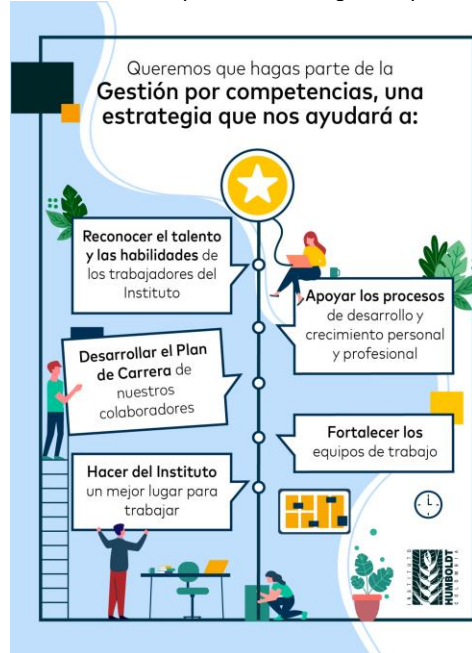 Queremos que hagas parte de la
Gestión por competencias, una
estrategia que nos ayudará a:
Reconocer el talento
y las habilidades de
los trabajadores del
Instituto
Apoyar los procesos
de desarrollo y
crecimiento personal
y profesional
Desarrollar el Plan
de Carrera de
nuestros
colaboradores
Fortalecer los
equipos de trabajo
Hacer del Instituto
un mejor lugar para
trabajar
INSTITUTO
HUMBOLDT
COLOMBIA